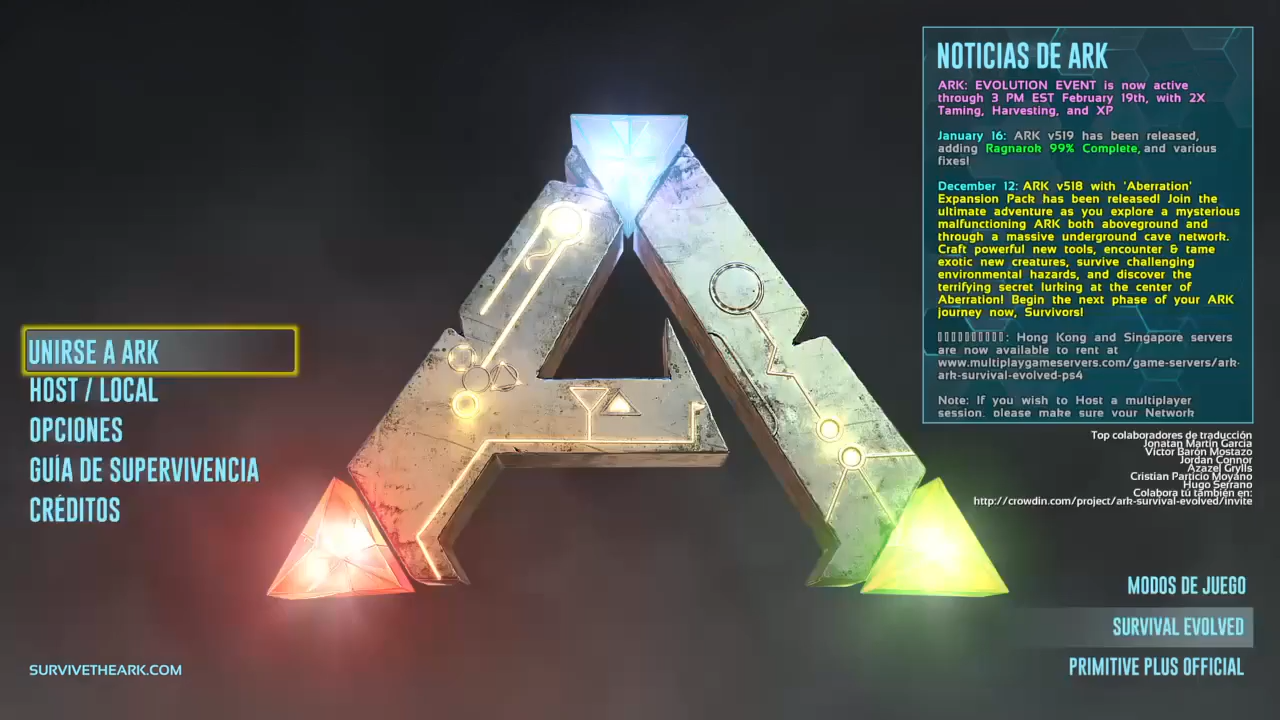 UNIRSE A ARK
HOST / LOCAL
OPCIONES
GUÍA DE SUPERVIVENCIA
CRÉDITOS
SURVIVETHEARK.COM
NOTICIAS DE ARK
ARK: EVOLUTION EVENT is now active
through 3 PM EST February 19th, with 2X
Taming, Harvesting, and XP
January 16: ARK v519 has been released,
adding Ragnarok 99% Complete, and various
fixes!
December 12: ARK v518 with 'Aberration'
Expansion Pack has been released! Join the
ultimate adventure as you explore a mysterious
malfunctioning ARK both aboveground and
through a massive underground cave network.
Craft powerful new tools, encounter & tame
exotic new creatures, survive challenging
environmental hazards, and discover the
terrifying secret lurking at the center of
Aberration! Begin the next phase of your ARK
journey now, Survivors!
: Hong Kong and Singapore servers
are now available to rent at
www.multiplaygameservers.com/game-servers/ark-
ark-survival-evolved-ps4
Note: If you wish to Host a multiplayer
session, please make sure your Network
Top colaboradores de traducción
Jonatan Martín García
Víctor Barón Mostazo
Jordan Connor
Azazel Grylls
Cristian Particio Moyano
Hugo Serrano
Colabora tú también en:
http://crowdin.com/project/ark-survival-evolved/invite
MODOS DE JUEGO
SURVIVAL EVOLVED
PRIMITIVE PLUS OFFICIAL